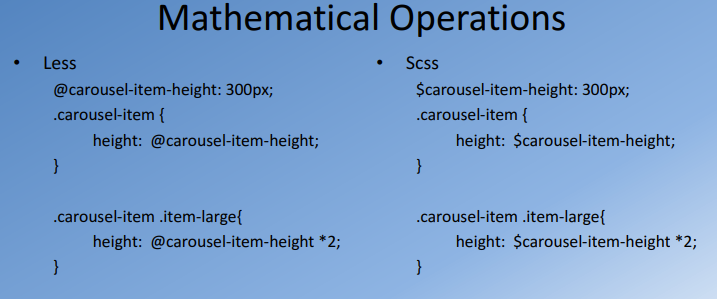 Mathematical Operations
• Less
@carousel-item-height: 300px;
.carousel-item {
height: @carousel-item-height;
}
.carousel-item .item-large{
height: @carousel-item-height *2;
}
• Scss
$carousel-item-height: 300px;
.carousel-item {
height: $carousel-item-height;
}
.carousel-item .item-large{
height: $carousel-item-height *2;
}